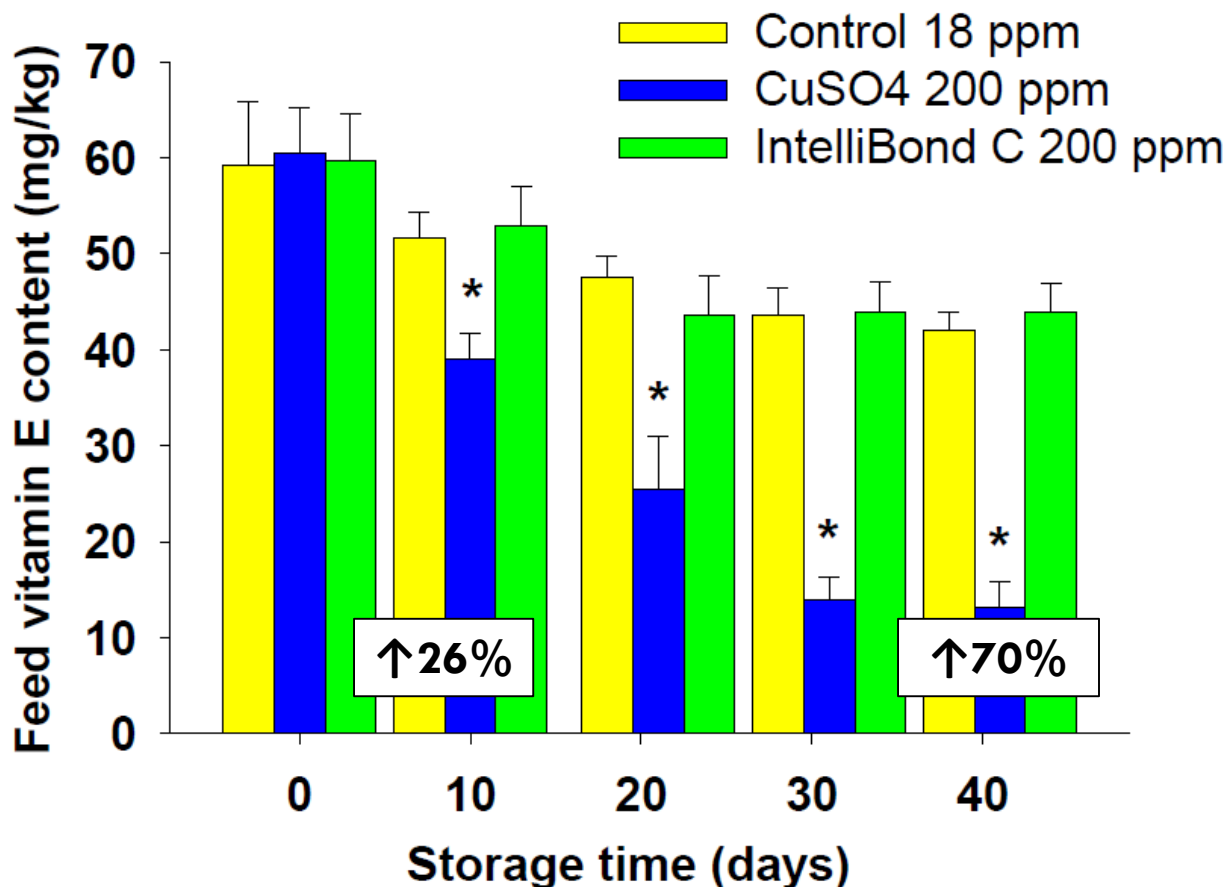 Control 18 ppm
CuSO4 200 ppm
IntelliBond C 200 ppm
Feed vitamin E content (mg/kg)
70
60
50
40
30
20
10
0
*
*
*
*
↑26%
↑70%
0 10 20 30 40
Storage time (days)